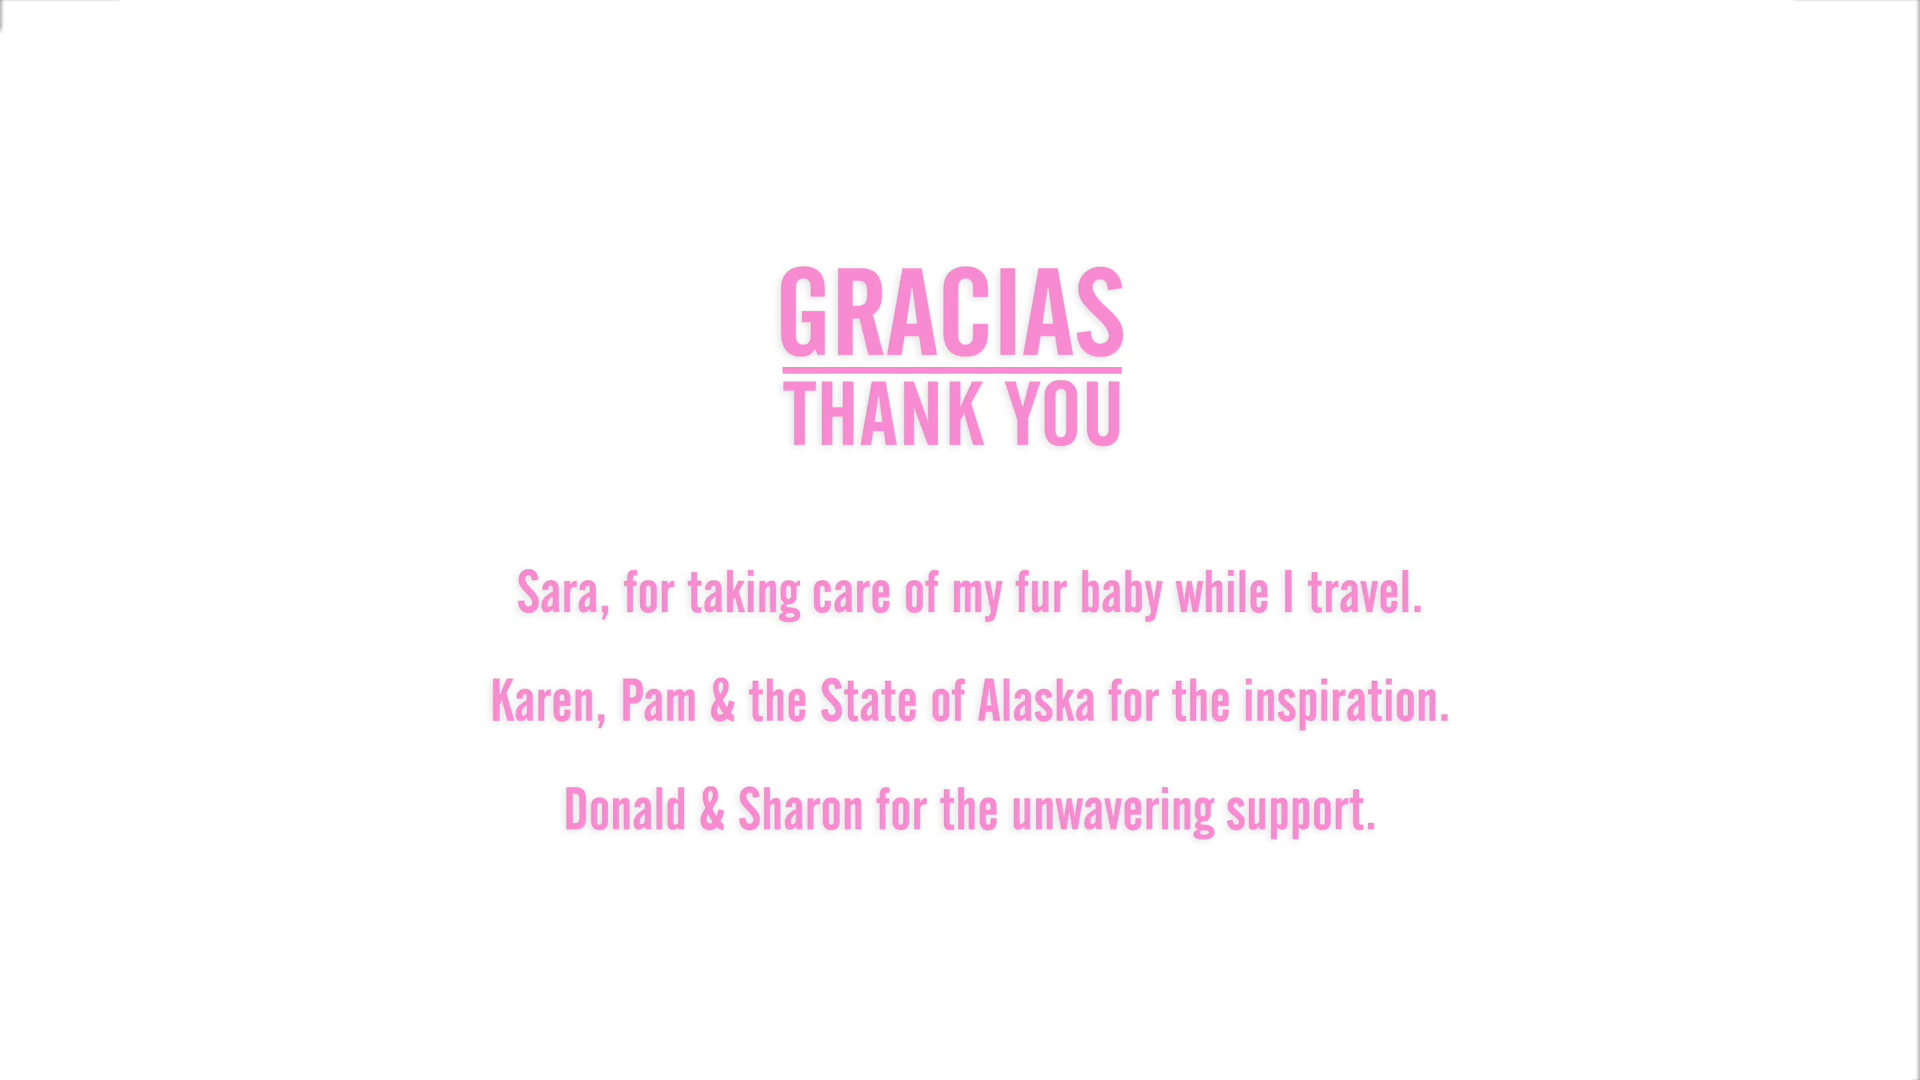 GRACIAS
THANK YOU
Sara, for taking care of my fur baby while I travel.
Karen, Pam & the State of Alaska for the inspiration.
Donald & Sharon for the unwavering support.